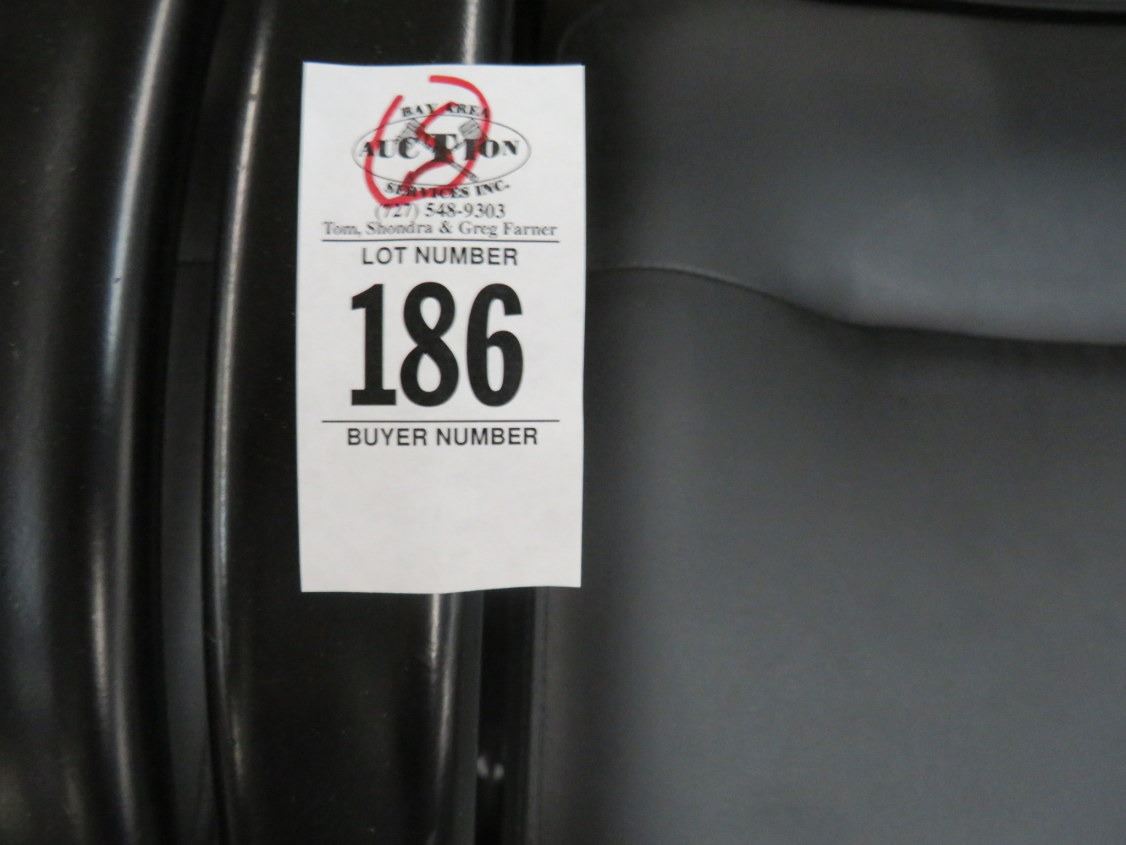 BAY AREA
AUCTION
SERVICES INC.
(727) 548-9303
Tom, Shondra & Greg Farner
LOT NUMBER
186
BUYER NUMBER